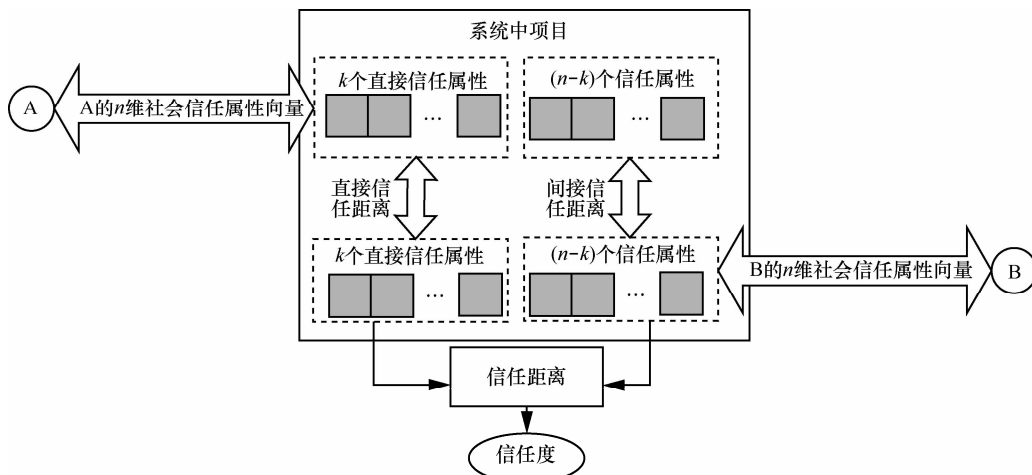 系统中项目
k个直接信任属性
(n-k)个信任属性
…
…
A
A的n维社会信任属性向量
直接信
任距离
间接信
任距离
k个直接信任属性
(n-k)个信任属性
…
…
B的n维社会信任属性向量
B
信任距离
信任度